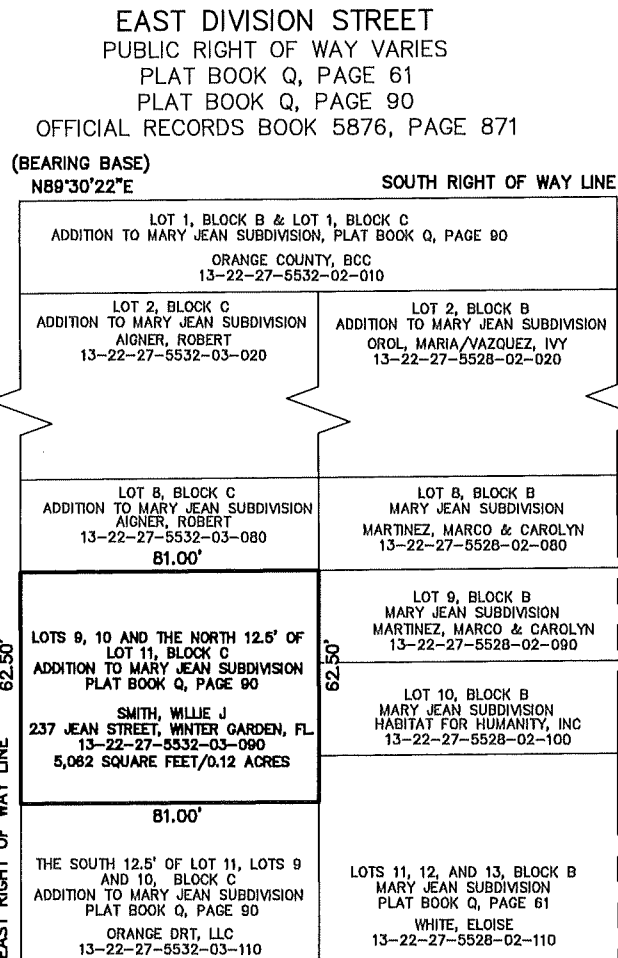 EAST DIVISION STREET
PUBLIC RIGHT OF WAY VARIES
PLAT BOOK Q, PAGE 61
PLAT BOOK Q, PAGE 90
OFFICIAL RECORDS BOOK 5876, PAGE 871
(BEARING BASE)
N89°30'22"E
SOUTH RIGHT OF WAY LINE
LOT 1, BLOCK B & LOT 1, BLOCK C
ADDITION TO MARY JEAN SUBDIVISION, PLAT BOOK Q, PAGE 90
ORANGE COUNTY, BCC
13-22-27-5532-02-010
LOT 2, BLOCK C
ADDITION TO MARY JEAN SUBDIVISION
AIGNER, ROBERT
13-22-27-5532-03-020
LOT 2, BLOCK B
ADDITION TO MARY JEAN SUBDIVISION
OROL, MARIA/VAZQUEZ, IVY
13-22-27-5528-02-020
LOT 8, BLOCK C
ADDITION TO MARY JEAN SUBDIVISION
AIGNER, ROBERT
13-22-27-5532-03-080
81.00'
LOT 8, BLOCK B
MARY JEAN SUBDIVISION
MARTINEZ, MARCO & CAROLYN
13-22-27-5528-02-080
62.50'
LOTS 9, 10 AND THE NORTH 12.5' OF
LOT 11, BLOCK C
ADDITION TO MARY JEAN SUBDIVISION
PLAT BOOK Q, PAGE 90
SMITH, WILLIE J
237 JEAN STREET, WINTER GARDEN, FL
13-22-27-5532-03-090
5,062 SQUARE FEET/0.12 ACRES
62.50'
81.00'
LOT 9, BLOCK B
MARY JEAN SUBDIVISION
MARTINEZ, MARCO & CAROLYN
13-22-27-5528-02-090
LOT 10, BLOCK B
MARY JEAN SUBDIVISION
HABITAT FOR HUMANITY, INC
13-22-27-5528-02-100
EAST RIGHT OF WAY LINE
THE SOUTH 12.5' OF LOT 11, LOTS 9
AND 10, BLOCK C
ADDITION TO MARY JEAN SUBDIVISION
PLAT BOOK Q, PAGE 90
ORANGE DRT, LLC
13-22-27-5532-03-110
LOTS 11, 12, AND 13, BLOCK B
MARY JEAN SUBDIVISION
PLAT BOOK Q, PAGE 61
WHITE, ELOISE
13-22-27-5528-02-110